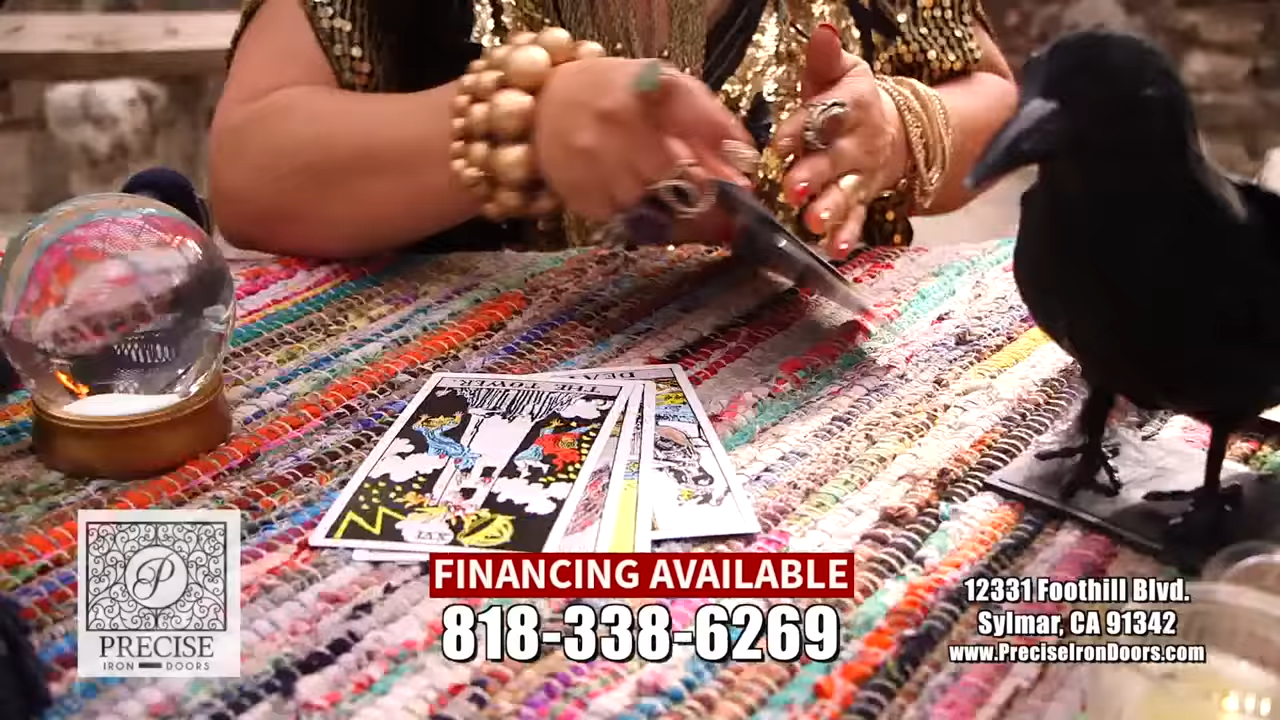 DEATH
THE TOWER.
XVI
FINANCING AVAILABLE
818-338-6269
12331 Foothill Blvd.
Sylmar, CA 91342
www.PreciseIronDoors.com
P
PRECISE
IRON DOORS